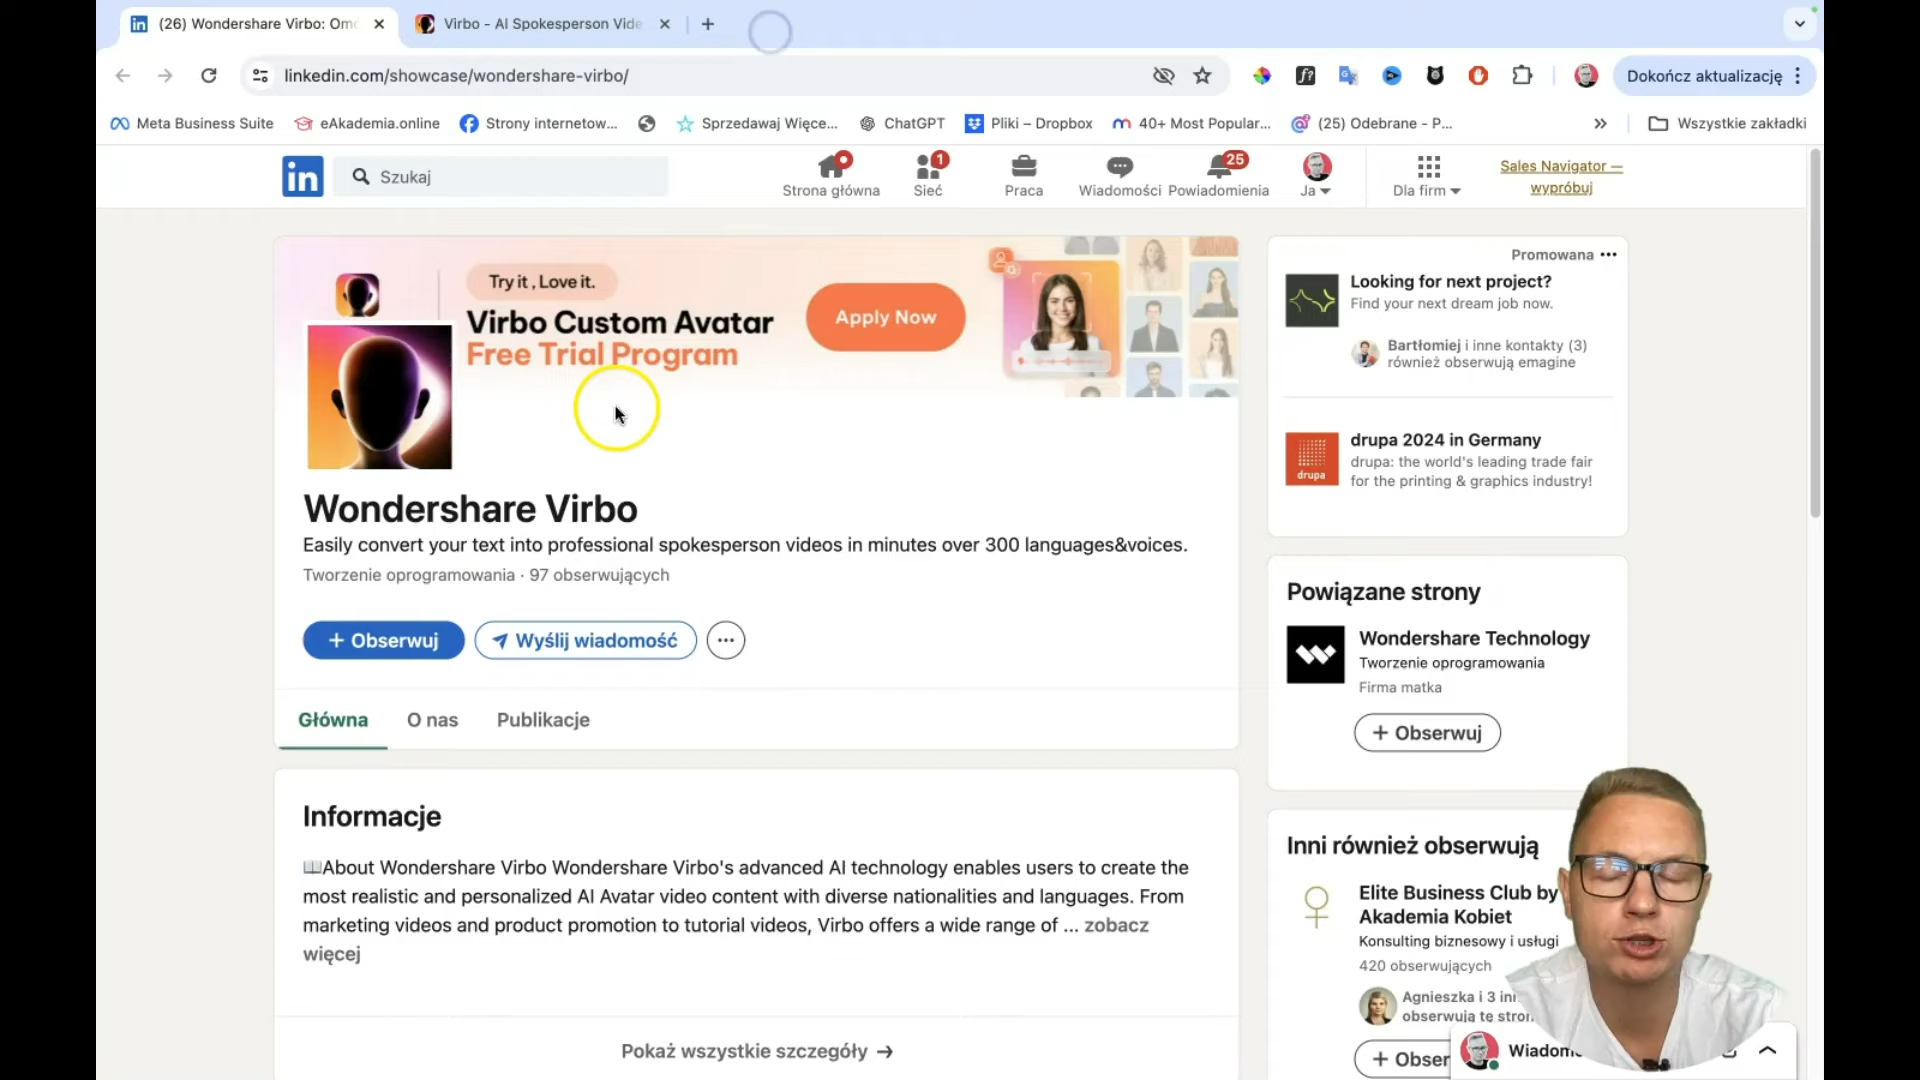 (26) Wondershare Virbo: Omó
Virbo - AI Spokesperson Vide
linkedin.com/showcase/wondershare-virbo/
Dokończ aktualizację
Meta Business Suite
eAkademia.online
Strony internetow...
Sprzedawaj Więce...
ChatGPT
Pliki – Dropbox
40+ Most Popular...
(25) Odebrane - P...
Wszystkie zakładki
in
Szukaj
Strona główna
1
Sieć
Praca
Wiadomości
25
Powiadomienia
Ja
Dla firm
Sales Navigator —
wypróbuj
Try it , Love it.
Virbo Custom Avatar
Free Trial Program
Apply Now
Wondershare Virbo
Easily convert your text into professional spokesperson videos in minutes over 300 languages&voices.
Tworzenie oprogramowania · 97 obserwujących
+ Obserwuj
Wyślij wiadomość
Główna
O nas
Publikacje
Informacje
📖About Wondershare Virbo Wondershare Virbo's advanced AI technology enables users to create the
most realistic and personalized AI Avatar video content with diverse nationalities and languages. From
marketing videos and product promotion to tutorial videos, Virbo offers a wide range of ... zobacz
więcej
Pokaż wszystkie szczegóły →
Promowana
Looking for next project?
Find your next dream job now.
Bartłomiej i inne kontakty (3)
również obserwują emagine
drupa
drupa 2024 in Germany
drupa: the world's leading trade fair
for the printing & graphics industry!
Powiązane strony
Wondershare Technology
Tworzenie oprogramowania
Firma matka
+ Obserwuj
Inni również obserwują
Elite Business Club by
Akademia Kobiet
Konsulting biznesowy i usługi
420 obserwujących
Agnieszka i 3 in
obserwują tę stron
+ Obser
Wiadom